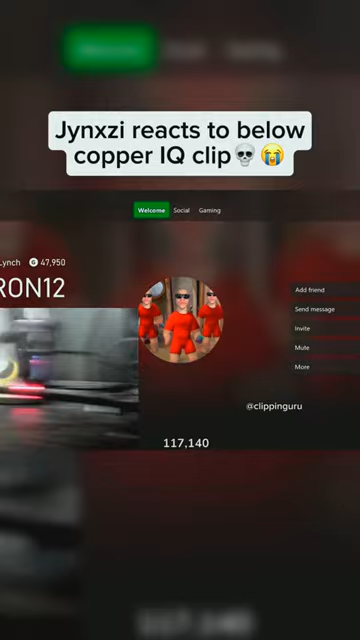 Jynxzi reacts to below
copper IQ clip💀😭
Welcome Social Gaming
Lynch G 47,950
RON12
Add friend
Send message
Invite
Mute
More
@clippinguru
117,140